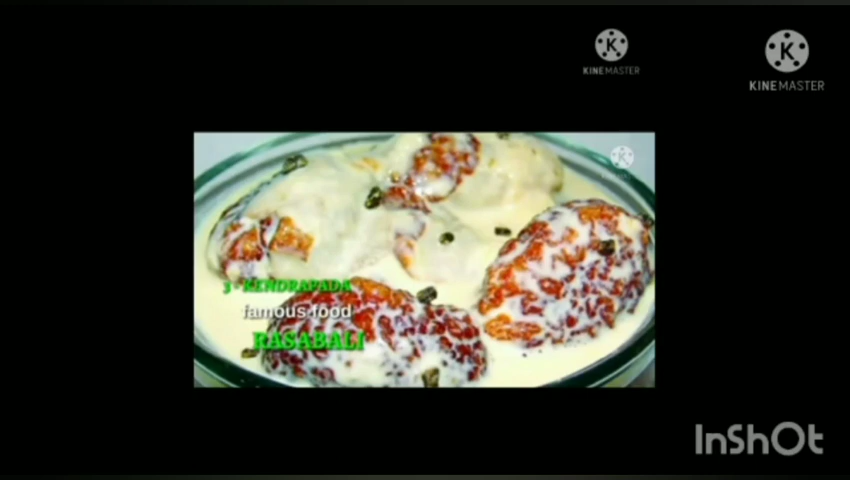 KINEMASTER
KINEMASTER
3 - KENDRAPADA
famous food
RASABALI
InShOt